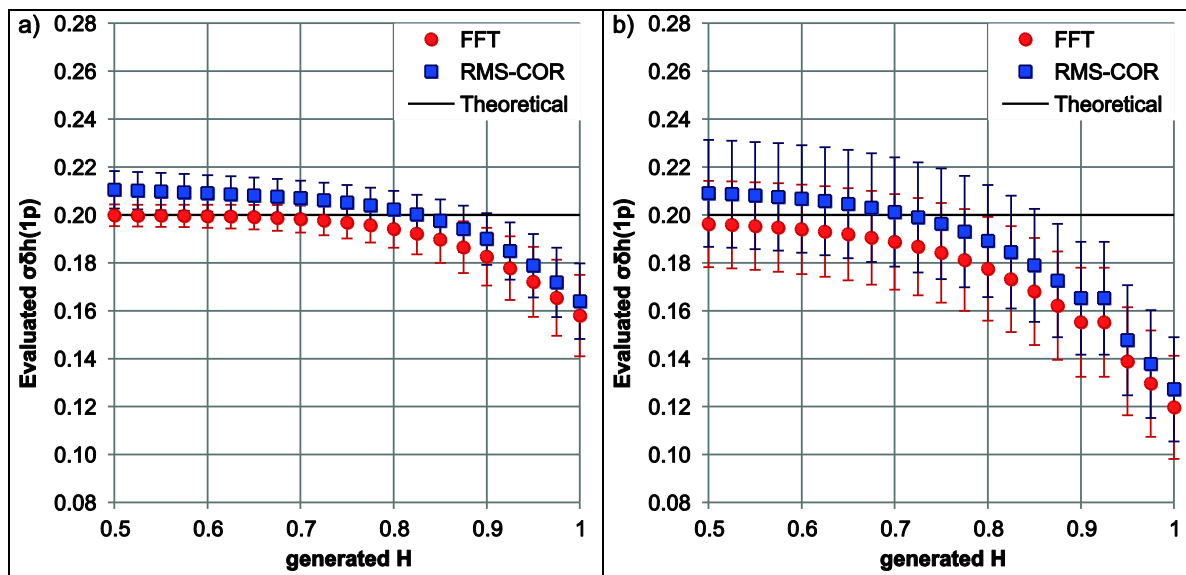 a)
FFT
RMS-COR
Theoretical
Evaluated σδh(1p)
0.28
0.26
0.24
0.22
0.20
0.18
0.16
0.14
0.12
0.10
0.08
0.5
0.6
0.7
0.8
0.9
1
generated H
b)
FFT
RMS-COR
Theoretical
Evaluated σδh(1p)
0.28
0.26
0.24
0.22
0.20
0.18
0.16
0.14
0.12
0.10
0.08
0.5
0.6
0.7
0.8
0.9
1
generated H